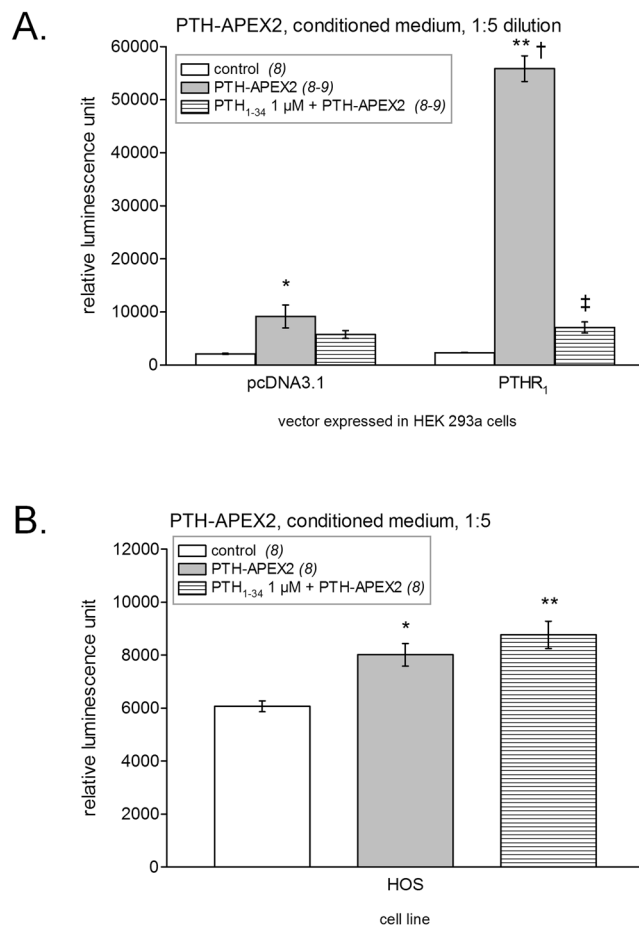 A.
PTH-APEX2, conditioned medium, 1:5 dilution
control (8)
PTH-APEX2 (8-9)
PTH1-34 1 µM + PTH-APEX2 (8-9)
relative luminescence unit
60000
50000
40000
30000
20000
10000
0
*
** †
‡
pcDNA3.1
PTHR1
vector expressed in HEK 293a cells
B.
PTH-APEX2, conditioned medium, 1:5
control (8)
PTH-APEX2 (8)
PTH1-34 1 µM + PTH-APEX2 (8)
relative luminescence unit
12000
10000
8000
6000
4000
2000
0
*
**
HOS
cell line